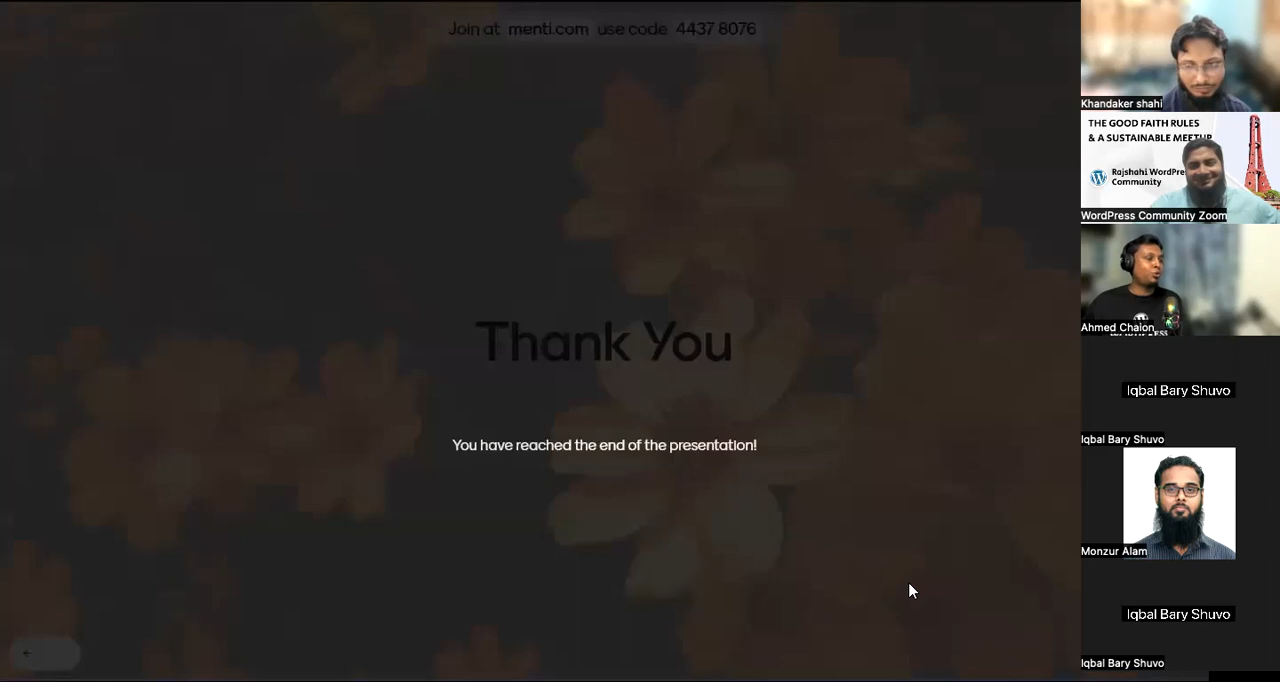 Join at menti.com use code 4437 8076
Thank You
You have reached the end of the presentation!
Khandaker shahi
THE GOOD FAITH RULES
& A SUSTAINABLE MEETUP
Rajshahi WordPre
Community
WordPress Community Zoom
Ahmed Chaion
Iqbal Bary Shuvo
Iqbal Bary Shuvo
Monzur Alam
Iqbal Bary Shuvo
Iqbal Bary Shuvo